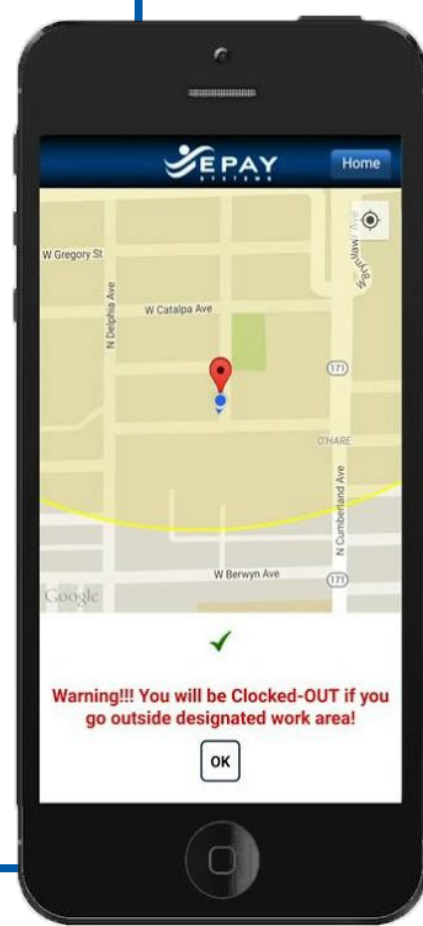 EPAY
SYSTEMS
Home
W Gregory St
N Delphia Ave
W Catalpa Ave
171
O'HARE
N Cumberland Ave
W Berwyn Ave
171
Google
Warning!!! You will be Clocked-OUT if you
go outside designated work area!
OK